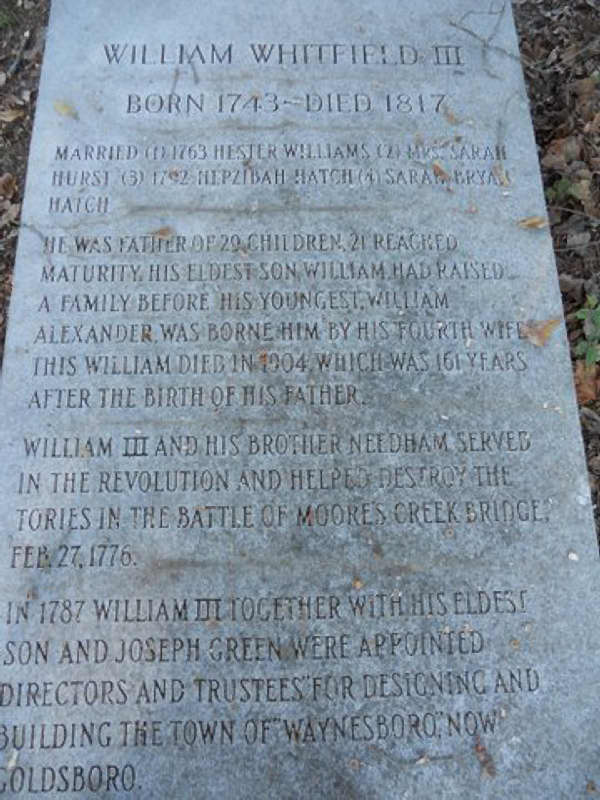 WILLIAM WHITFIELD III
BORN 1743–DIED 1817
MARRIED (1) 1763 HESTER WILLIAMS (2) MRS. SARAH
HURST (3) 1792 HEPZIBAH HATCH (4) SARAH BRYAN
HATCH
HE WAS FATHER OF 29 CHILDREN, 21 REACHED
MATURITY. HIS ELDEST SON WILLIAM HAD RAISED
A FAMILY BEFORE HIS YOUNGEST, WILLIAM
ALEXANDER WAS BORNE HIM BY HIS FOURTH WIFE
THIS WILLIAM DIED IN 1904, WHICH WAS 161 YEARS
AFTER THE BIRTH OF HIS FATHER.
WILLIAM III AND HIS BROTHER NEEDHAM SERVED
IN THE REVOLUTION AND HELPED DESTROY THE
TORIES IN THE BATTLE OF MOORES CREEK BRIDGE,
FEB. 27, 1776.
IN 1787 WILLIAM III TOGETHER WITH HIS ELDEST
SON AND JOSEPH GREEN WERE APPOINTED
DIRECTORS AND TRUSTEES "FOR DESIGNING AND
BUILDING THE TOWN OF "WAYNESBORO," NOW
GOLDSBORO.